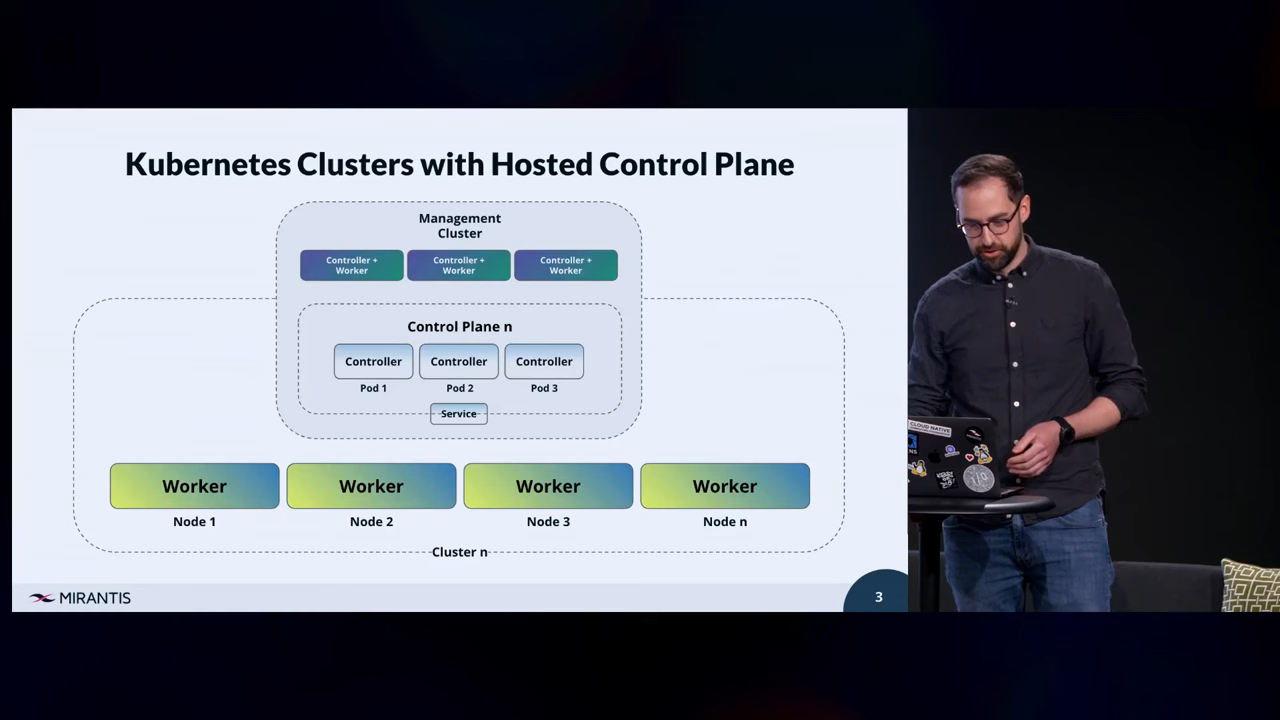 Kubernetes Clusters with Hosted Control Plane
Management
Cluster
Controller +
Worker
Controller +
Worker
Controller +
Worker
Control Plane n
Controller
Controller
Controller
Pod 1
Pod 2
Pod 3
Service
Worker
Worker
Worker
Worker
Node 1
Node 2
Node 3
Node n
Cluster n
MIRANTIS
3
CLOUD NATIVE